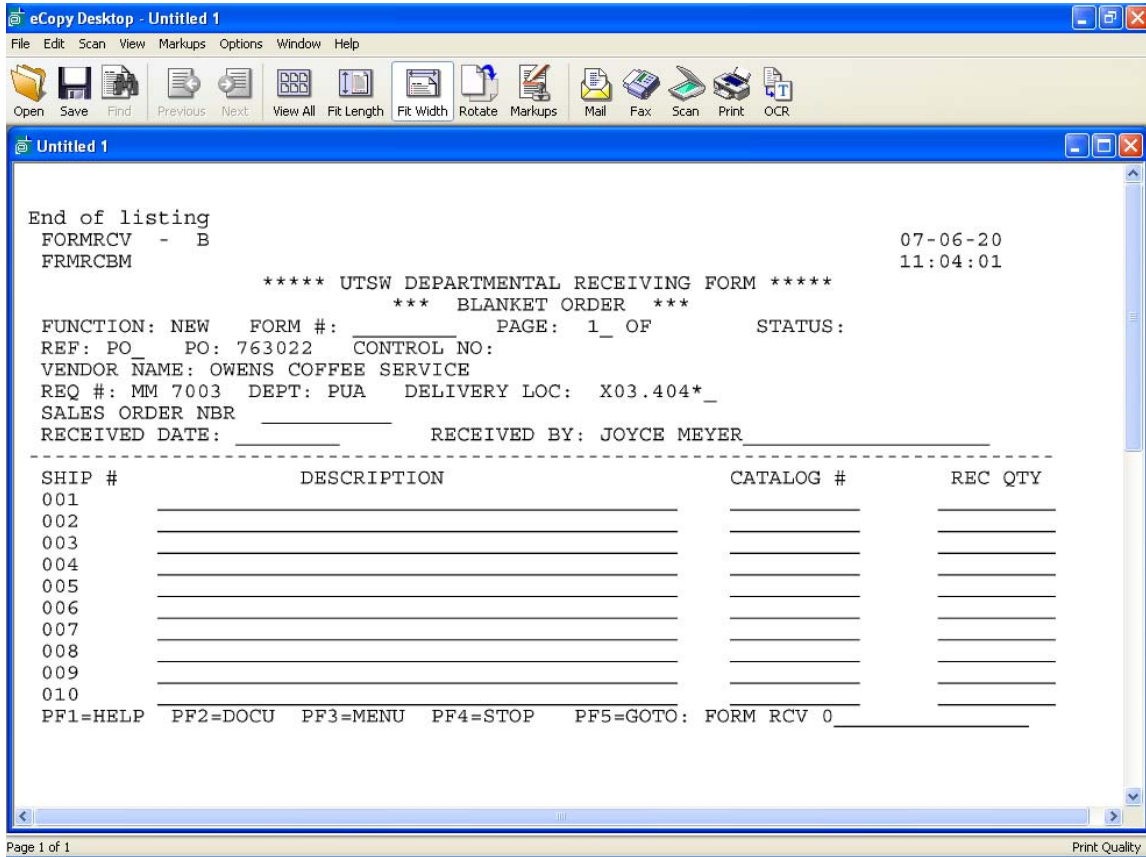 eCopy Desktop - Untitled 1
File Edit Scan View Markups Options Window Help
Open Save Find Previous Next View All Fit Length Fit Width Rotate Markups Mail Fax Scan Print OCR
Untitled 1
End of listing
FORMRCV - B 07-06-20
FRMRCBM 11:04:01
***** UTSW DEPARTMENTAL RECEIVING FORM *****
*** BLANKET ORDER ***
FUNCTION: NEW FORM #: __________ PAGE: 1_ OF STATUS:
REF: PO_ PO: 763022 CONTROL NO:
VENDOR NAME: OWENS COFFEE SERVICE
REQ #: MM 7003 DEPT: PUA DELIVERY LOC: X03.404*_
SALES ORDER NBR __________
RECEIVED DATE: ________ RECEIVED BY: JOYCE MEYER___________________
--------------------------------------------------------------------------------
SHIP # DESCRIPTION CATALOG # REC QTY
001
002
003
004
005
006
007
008
009
010
PF1=HELP PF2=DOCU PF3=MENU PF4=STOP PF5=GOTO: FORM RCV 0_______________
Page 1 of 1 Print Quality